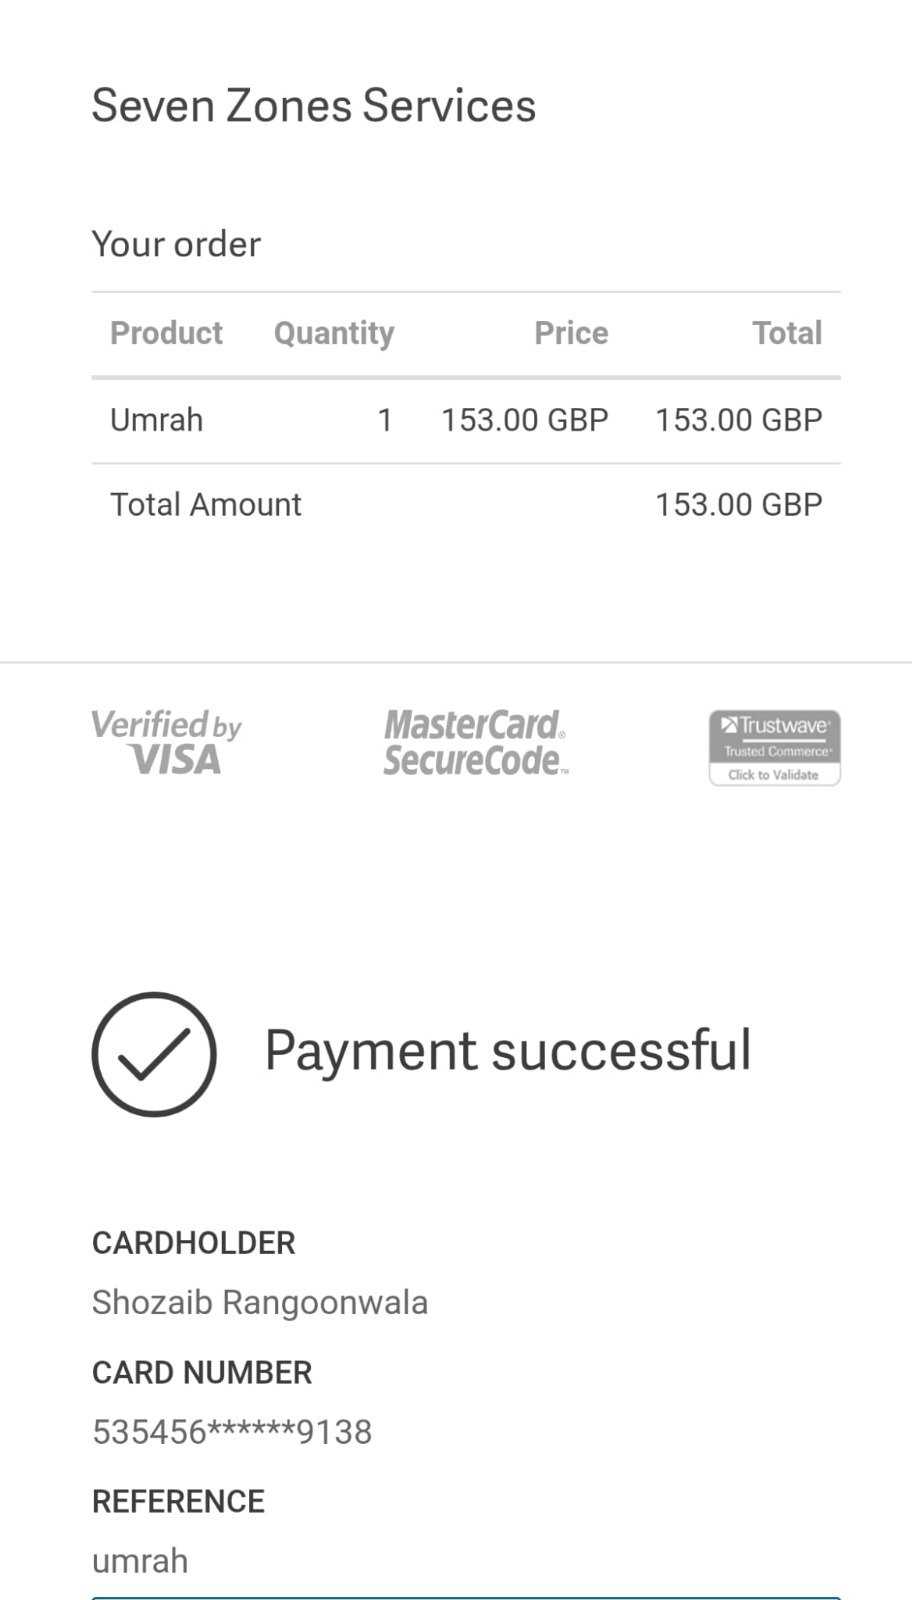 Seven Zones Services
Your order
Product Quantity Price Total
Umrah 1 153.00 GBP 153.00 GBP
Total Amount 153.00 GBP
Verified by
VISA
MasterCard®
SecureCode™
Trustwave®
Trusted Commerce®
Click to Validate
Payment successful
CARDHOLDER
Shozaib Rangoonwala
CARD NUMBER
535456******9138
REFERENCE
umrah